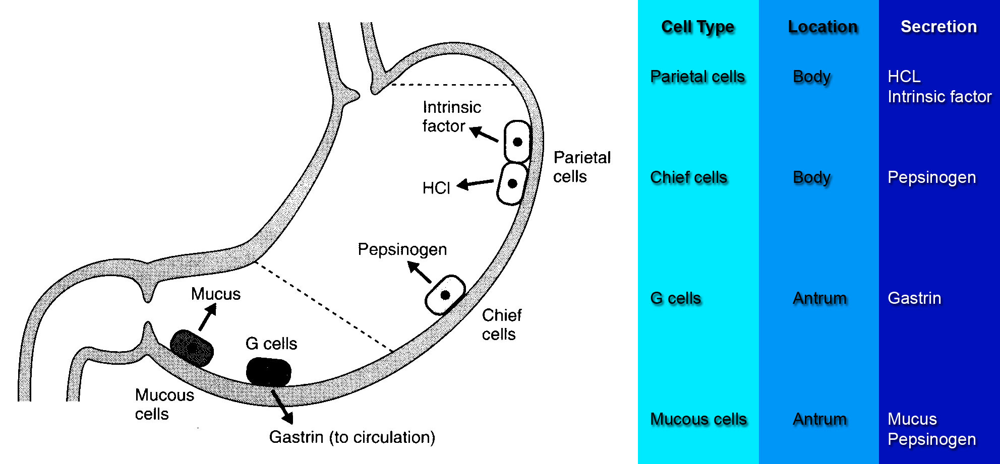 Intrinsic
factor
HCl
Parietal
cells
Pepsinogen
Chief
cells
Mucus
G cells
Mucous
cells
Gastrin (to circulation)
Cell Type Location Secretion
Parietal cells Body HCL
Intrinsic factor
Chief cells Body Pepsinogen
G cells Antrum Gastrin
Mucous cells Antrum Mucus
Pepsinogen